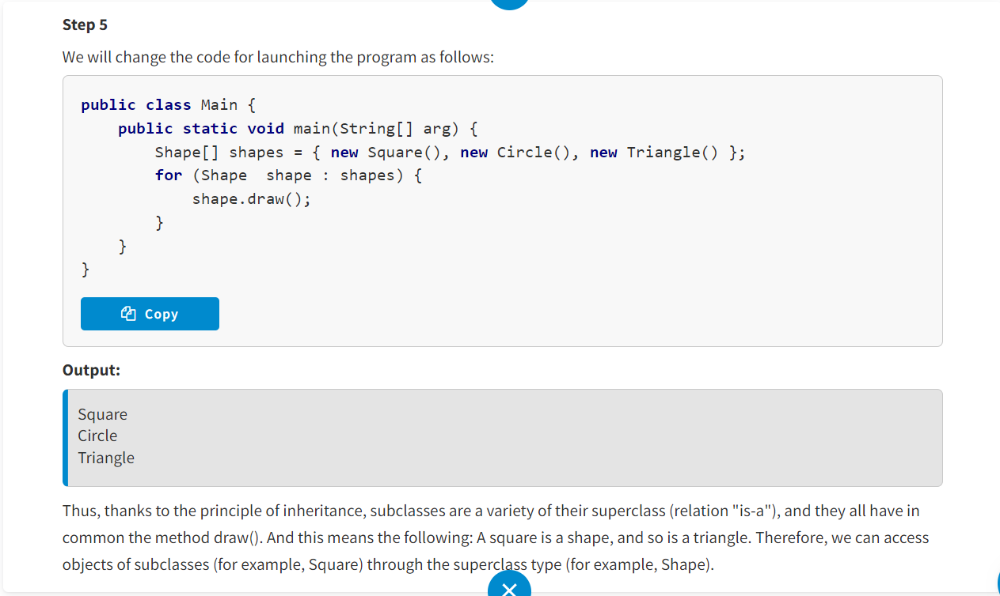 Step 5
We will change the code for launching the program as follows:
public class Main {
    public static void main(String[] arg) {
        Shape[] shapes = { new Square(), new Circle(), new Triangle() };
        for (Shape  shape : shapes) {
            shape.draw();
        }
    }
}
Copy
Output:
Square
Circle
Triangle
Thus, thanks to the principle of inheritance, subclasses are a variety of their superclass (relation "is-a"), and they all have in
common the method draw(). And this means the following: A square is a shape, and so is a triangle. Therefore, we can access
objects of subclasses (for example, Square) through the superclass type (for example, Shape).